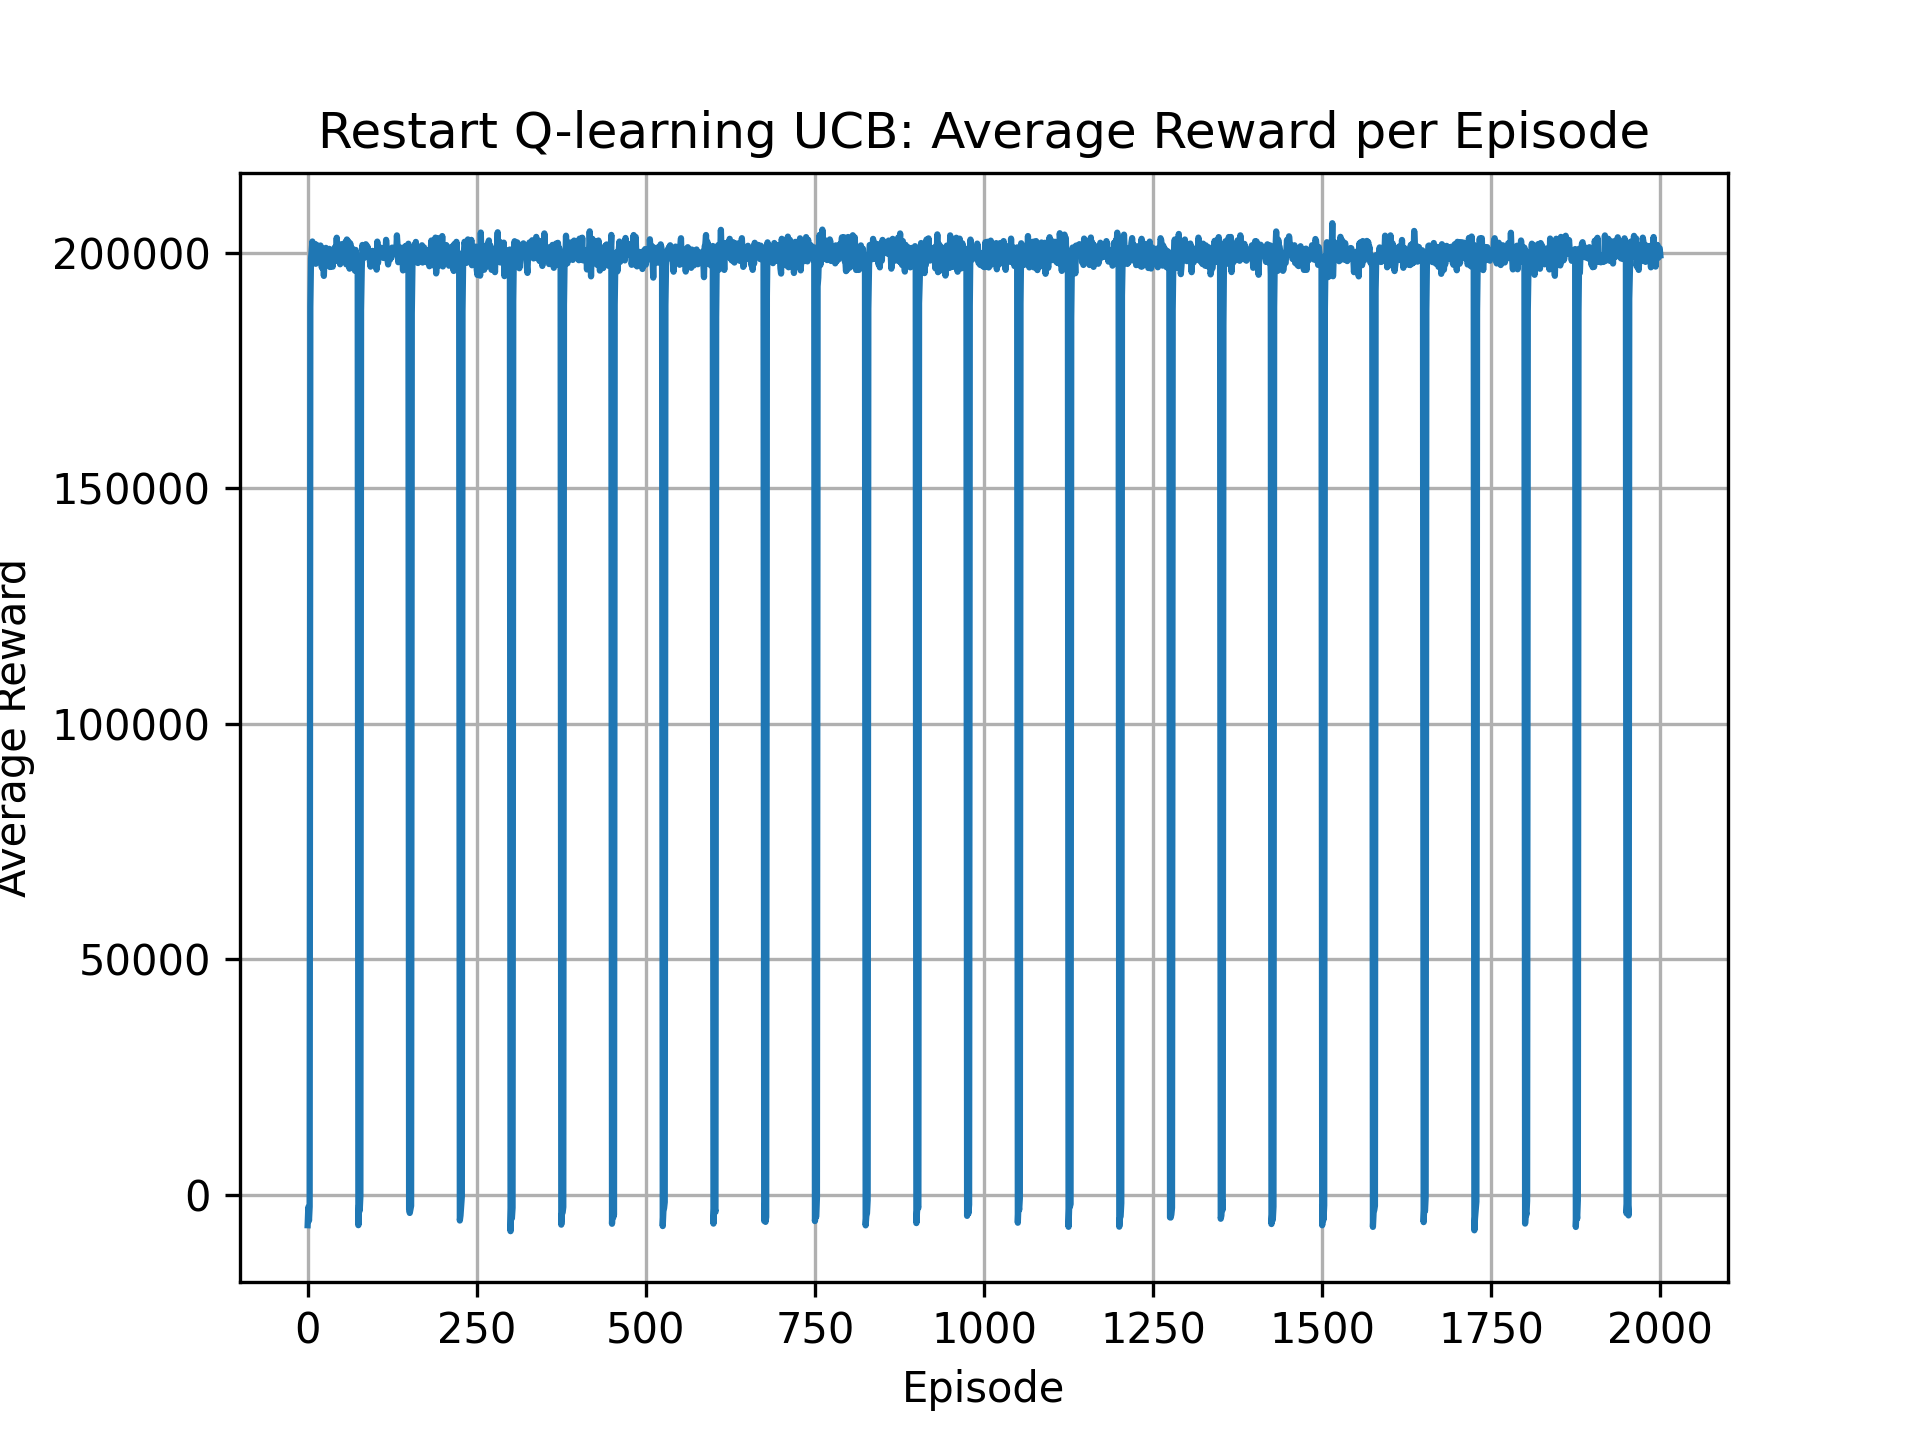 Restart Q-learning UCB: Average Reward per Episode
200000
150000
100000
50000
0
Average Reward
0 250 500 750 1000 1250 1500 1750 2000
Episode